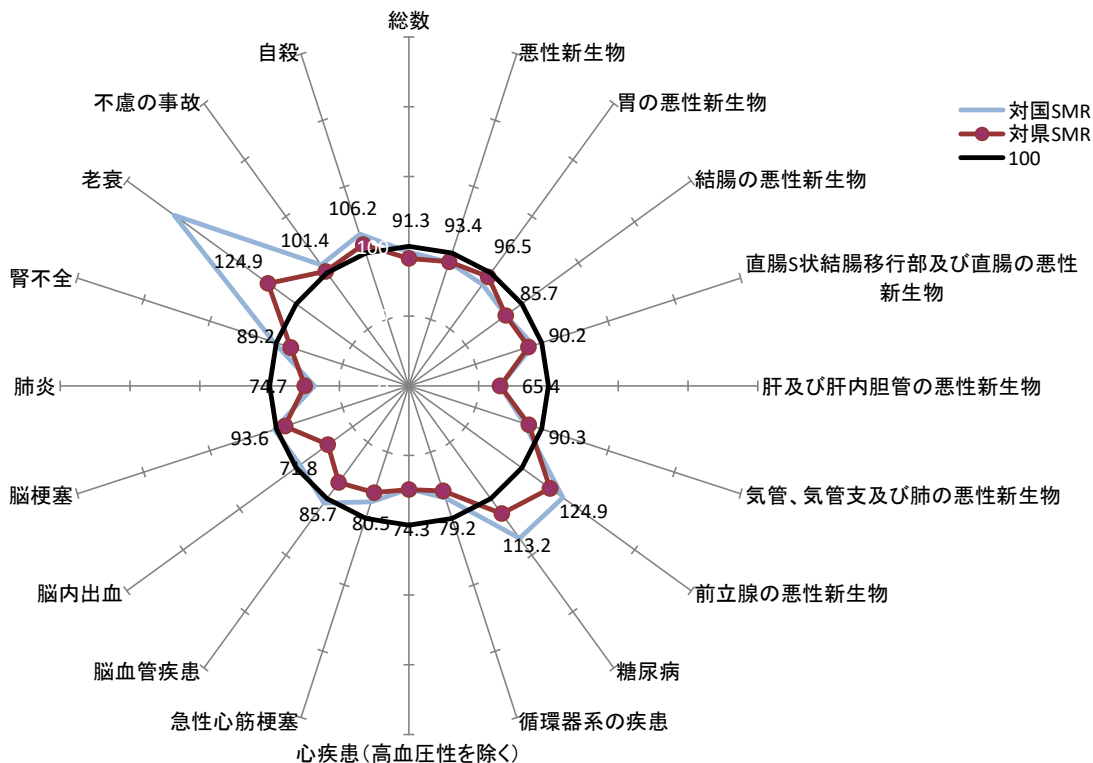 総数
自殺
悪性新生物
不慮の事故
胃の悪性新生物
対国SMR
対県SMR
100
老衰
結腸の悪性新生物
106.2
91.3
93.4
101.4
100
96.5
124.9
腎不全
直腸S状結腸移行部及び直腸の悪性
新生物
85.7
89.2
90.2
肺炎
74.7
65.4
肝及び肝内胆管の悪性新生物
93.6
90.3
脳梗塞
気管、気管支及び肺の悪性新生物
71.8
124.9
85.7
80.5
74.3
79.2
113.2
脳内出血
前立腺の悪性新生物
脳血管疾患
糖尿病
急性心筋梗塞
循環器系の疾患
心疾患(高血圧性を除く)